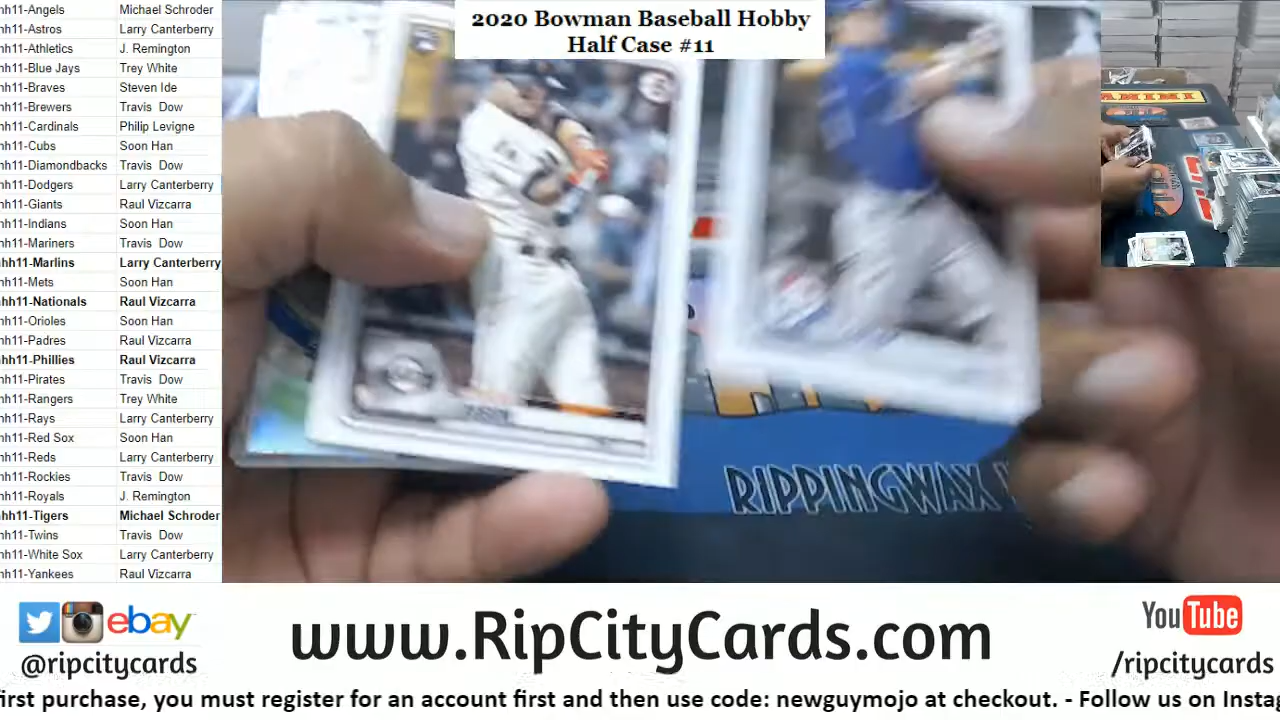 2020 Bowman Baseball Hobby
Half Case #11
hh11-Angels Michael Schroder
hh11-Astros Larry Canterberry
hh11-Athletics J. Remington
hh11-Blue Jays Trey White
hh11-Braves Steven Ide
hh11-Brewers Travis Dow
hh11-Cardinals Philip Levigne
hh11-Cubs Soon Han
hh11-Diamondbacks Travis Dow
hh11-Dodgers Larry Canterberry
hh11-Giants Raul Vizcarra
hh11-Indians Soon Han
hh11-Mariners Travis Dow
hh11-Marlins Larry Canterberry
hh11-Mets Soon Han
hh11-Nationals Raul Vizcarra
hh11-Orioles Soon Han
hh11-Padres Raul Vizcarra
hh11-Phillies Raul Vizcarra
hh11-Pirates Travis Dow
hh11-Rangers Trey White
hh11-Rays Larry Canterberry
hh11-Red Sox Soon Han
hh11-Reds Larry Canterberry
hh11-Rockies Travis Dow
hh11-Royals J. Remington
hh11-Tigers Michael Schroder
hh11-Twins Travis Dow
hh11-White Sox Larry Canterberry
hh11-Yankees Raul Vizcarra
PANINI
RIPPINGWAX
ebay
@ripcitycards
www.RipCityCards.com
YouTube
/ripcitycards
first purchase, you must register for an account first and then use code: newguymojo at checkout. - Follow us on Instag